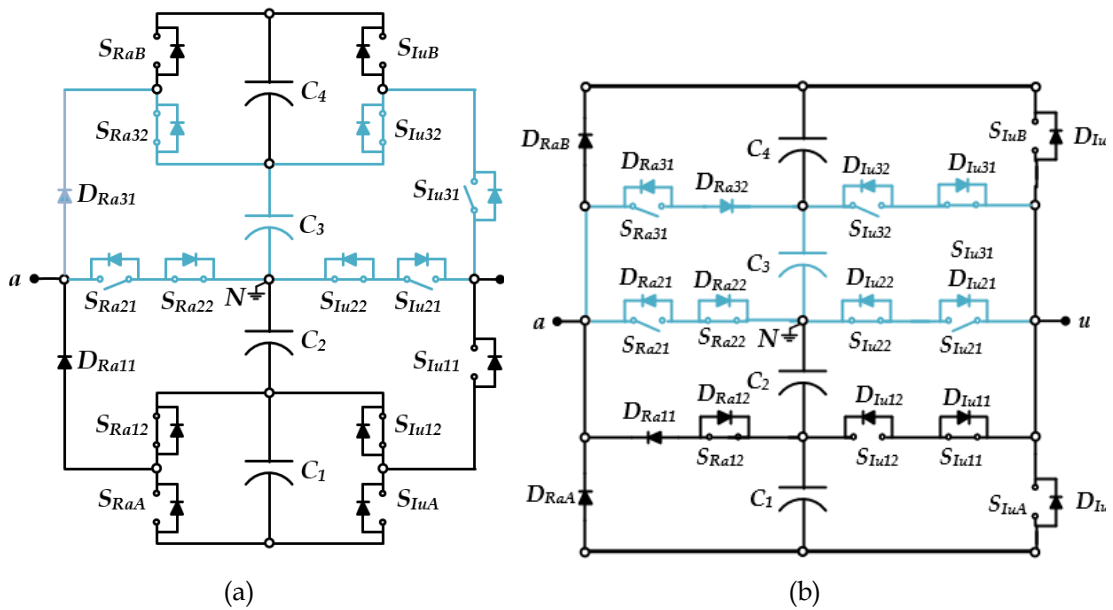 S_RaB
S_IuB
C_4
S_Ra32
S_Iu32
D_Ra31
S_Iu31
C_3
a
S_Ra21
S_Ra22
N
S_Iu22
S_Iu21
C_2
D_Ra11
S_Iu11
S_Ra12
S_Iu12
C_1
S_RaA
S_IuA
(a)
D_RaB
C_4
S_IuB
D_Iu
D_Ra31
D_Ra32
D_Iu32
D_Iu31
S_Ra31
S_Iu32
C_3
S_Iu31
D_Ra21
D_Ra22
D_Iu22
D_Iu21
a
N
u
S_Ra21
S_Ra22
S_Iu22
S_Iu21
C_2
D_Ra11
D_Ra12
D_Iu12
D_Iu11
S_Ra12
S_Iu12
S_Iu11
D_RaA
C_1
S_IuA
D_Iu
(b)